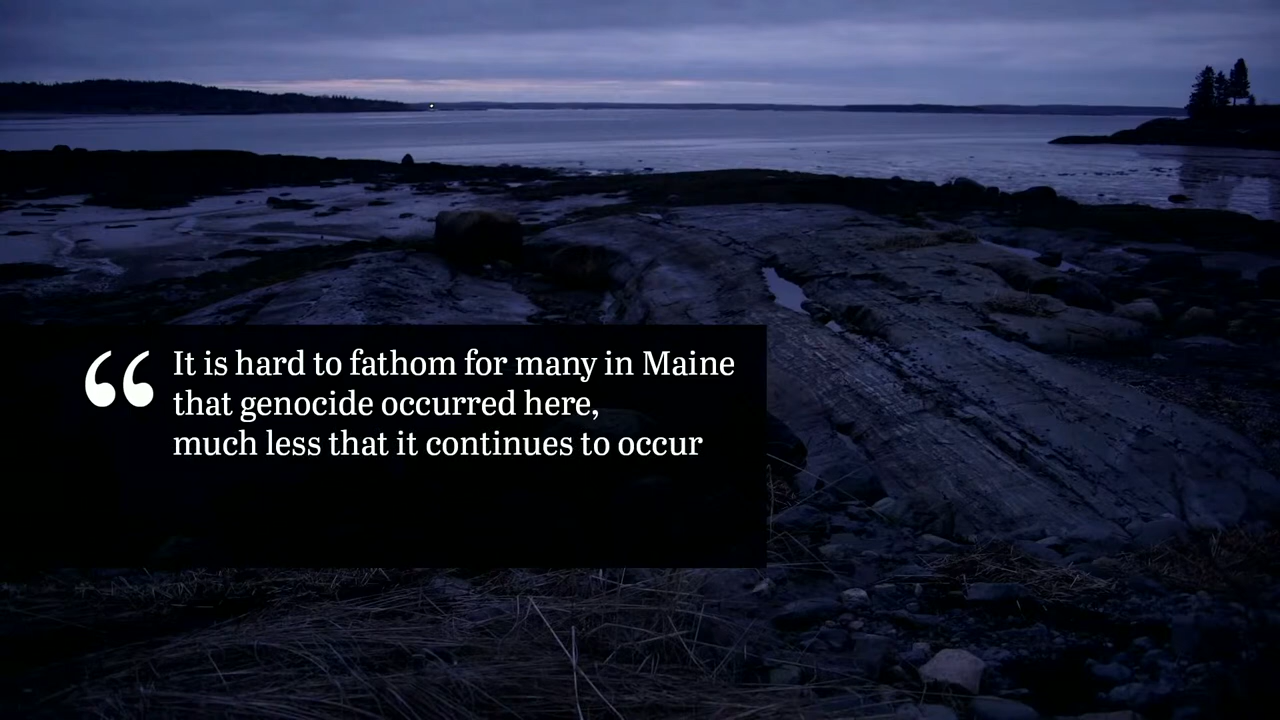 “It is hard to fathom for many in Maine
that genocide occurred here,
much less that it continues to occur